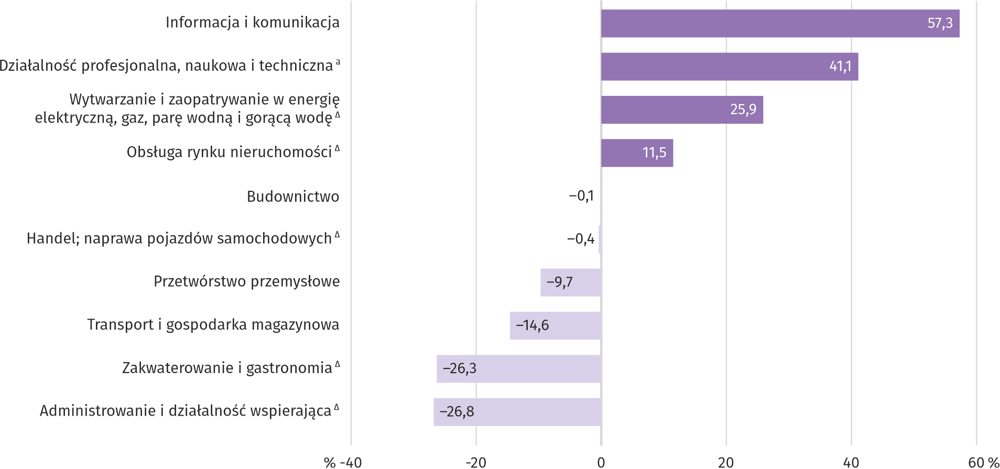 Informacja i komunikacja 57,3
Działalność profesjonalna, naukowa i techniczna ᵃ 41,1
Wytwarzanie i zaopatrywanie w energię
elektryczną, gaz, parę wodną i gorącą wodę Δ 25,9
Obsługa rynku nieruchomości Δ 11,5
Budownictwo –0,1
Handel; naprawa pojazdów samochodowych Δ –0,4
Przetwórstwo przemysłowe –9,7
Transport i gospodarka magazynowa –14,6
Zakwaterowanie i gastronomia Δ –26,3
Administrowanie i działalność wspierająca Δ –26,8
% -40 -20 0 20 40 60 %